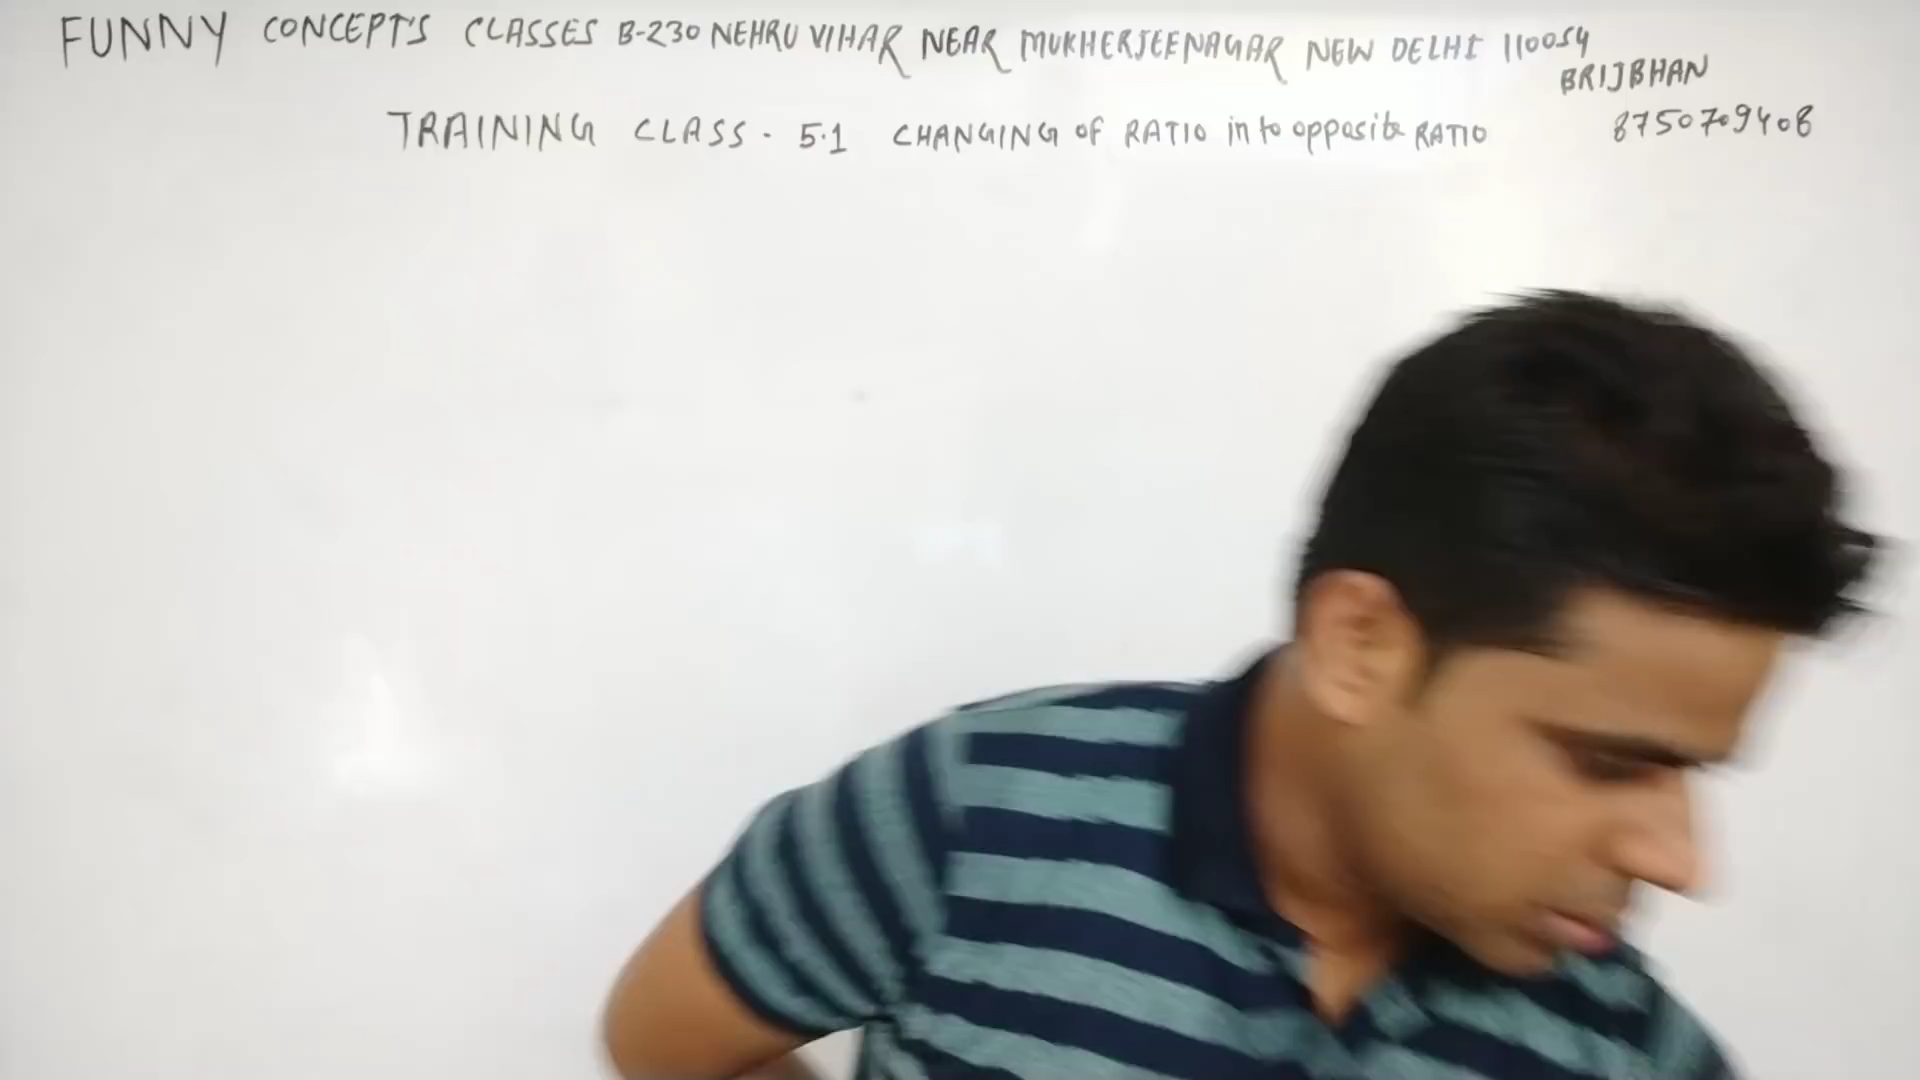 FUNNY CONCEPT'S CLASSES B-230 NEHRU VIHAR NEAR MUKHERJEENAGAR NEW DELHI 110054
BRIJBHAN
8750709408
TRAINING CLASS - 5.1 CHANGING OF RATIO in to opposite RATIO